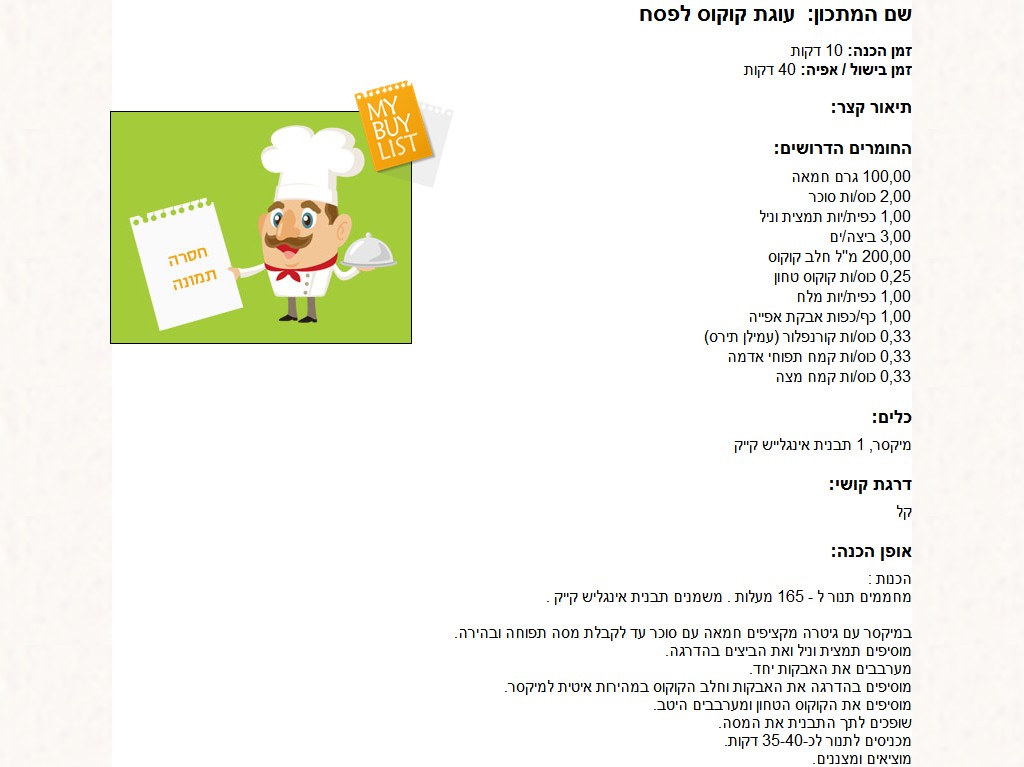 שם המתכון: עוגת קוקוס לפסח
זמן הכנה: 10 דקות
זמן בישול / אפיה: 40 דקות
תיאור קצר:
החומרים הדרושים:
100,00 גרם חמאה
2,00 כוס/ות סוכר
1,00 כפית/יות תמצית וניל
3,00 ביצה/ים
200,00 מ"ל חלב קוקוס
0,25 כוס/ות קוקוס טחון
1,00 כפית/יות מלח
1,00 כף/כפות אבקת אפייה
0,33 כוס/ות קורנפלור (עמילן תירס)
0,33 כוס/ות קמח תפוחי אדמה
0,33 כוס/ות קמח מצה
כלים:
מיקסר, 1 תבנית אינגלייש קייק
דרגת קושי:
קל
אופן הכנה:
הכנות :
מחממים תנור ל - 165 מעלות . משמנים תבנית אינגליש קייק .
במיקסר עם גיטרה מקציפים חמאה עם סוכר עד לקבלת מסה תפוחה ובהירה.
מוסיפים תמצית וניל ואת הביצים בהדרגה.
מערבבים את האבקות יחד.
מוסיפים בהדרגה את האבקות וחלב הקוקוס במהירות איטית למיקסר.
מוסיפים את הקוקוס הטחון ומערבבים היטב.
שופכים לתך התבנית את המסה.
מכניסים לתנור לכ-35-40 דקות.
מוציאים ומצננים.
MY
BUY
LIST
חסרה
תמונה